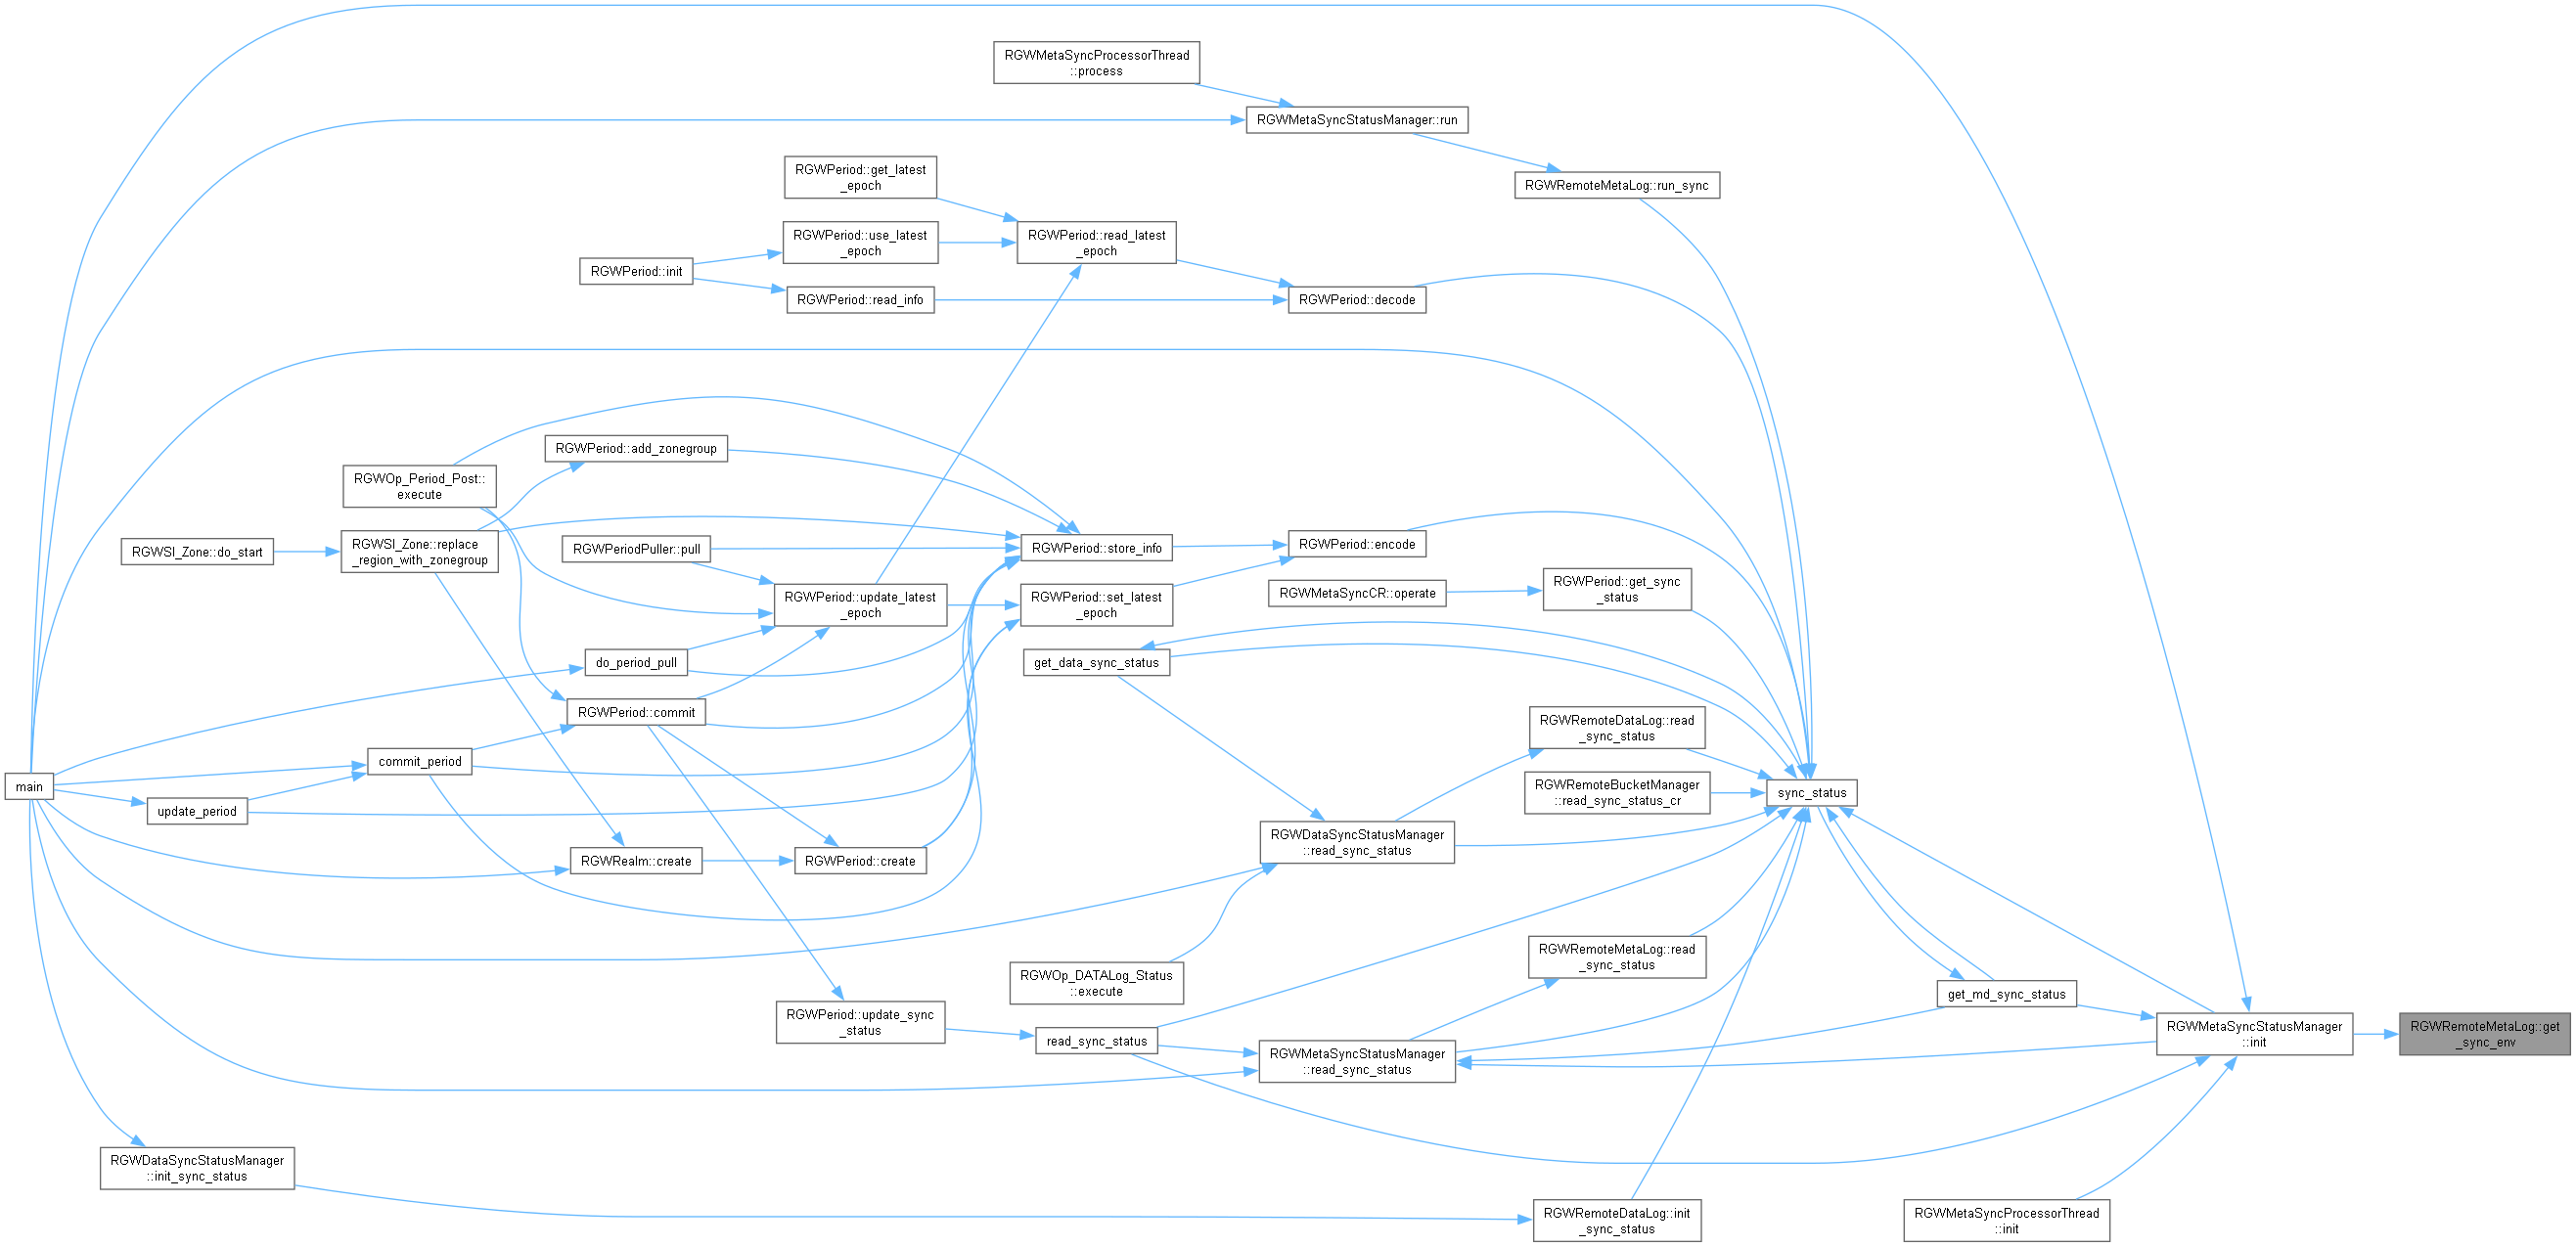 RGWMetaSyncProcessorThread
::process
RGWMetaSyncStatusManager::run
RGWPeriod::get_latest
_epoch
RGWRemoteMetaLog::run_sync
RGWPeriod::use_latest
_epoch
RGWPeriod::read_latest
_epoch
RGWPeriod::init
RGWPeriod::read_info
RGWPeriod::decode
RGWPeriod::add_zonegroup
RGWOp_Period_Post::
execute
RGWSI_Zone::do_start
RGWSI_Zone::replace
_region_with_zonegroup
RGWPeriodPuller::pull
RGWPeriod::store_info
RGWPeriod::encode
RGWPeriod::update_latest
_epoch
RGWPeriod::set_latest
_epoch
RGWMetaSyncCR::operate
RGWPeriod::get_sync
_status
do_period_pull
get_data_sync_status
RGWPeriod::commit
RGWRemoteDataLog::read
_sync_status
commit_period
main
update_period
RGWRemoteBucketManager
::read_sync_status_cr
sync_status
RGWRealm::create
RGWPeriod::create
RGWDataSyncStatusManager
::read_sync_status
RGWOp_DATALog_Status
::execute
RGWRemoteMetaLog::read
_sync_status
get_md_sync_status
RGWPeriod::update_sync
_status
read_sync_status
RGWMetaSyncStatusManager
::read_sync_status
RGWMetaSyncStatusManager
::init
RGWRemoteMetaLog::get
_sync_env
RGWDataSyncStatusManager
::init_sync_status
RGWRemoteDataLog::init
_sync_status
RGWMetaSyncProcessorThread
::init